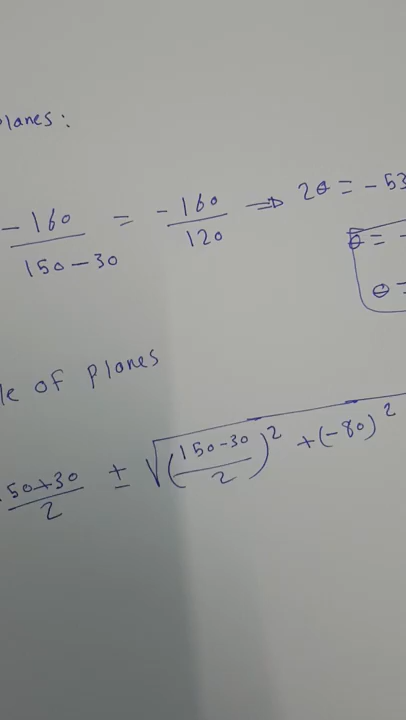 lanes:
-160 / 150-30 = -160 / 120 ⇒ 2θ = -53
θ = -
θ =
le of planes
50+30 / 2 ± √((150-30 / 2)² + (-80)²